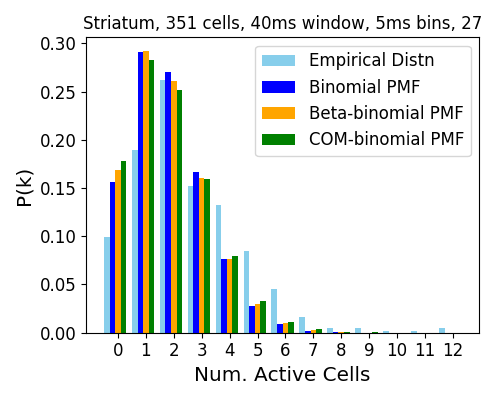 Striatum, 351 cells, 40ms window, 5ms bins, 27
Empirical Distn
Binomial PMF
Beta-binomial PMF
COM-binomial PMF
P(k)
0.30
0.25
0.20
0.15
0.10
0.05
0.00
0 1 2 3 4 5 6 7 8 9 10 11 12
Num. Active Cells